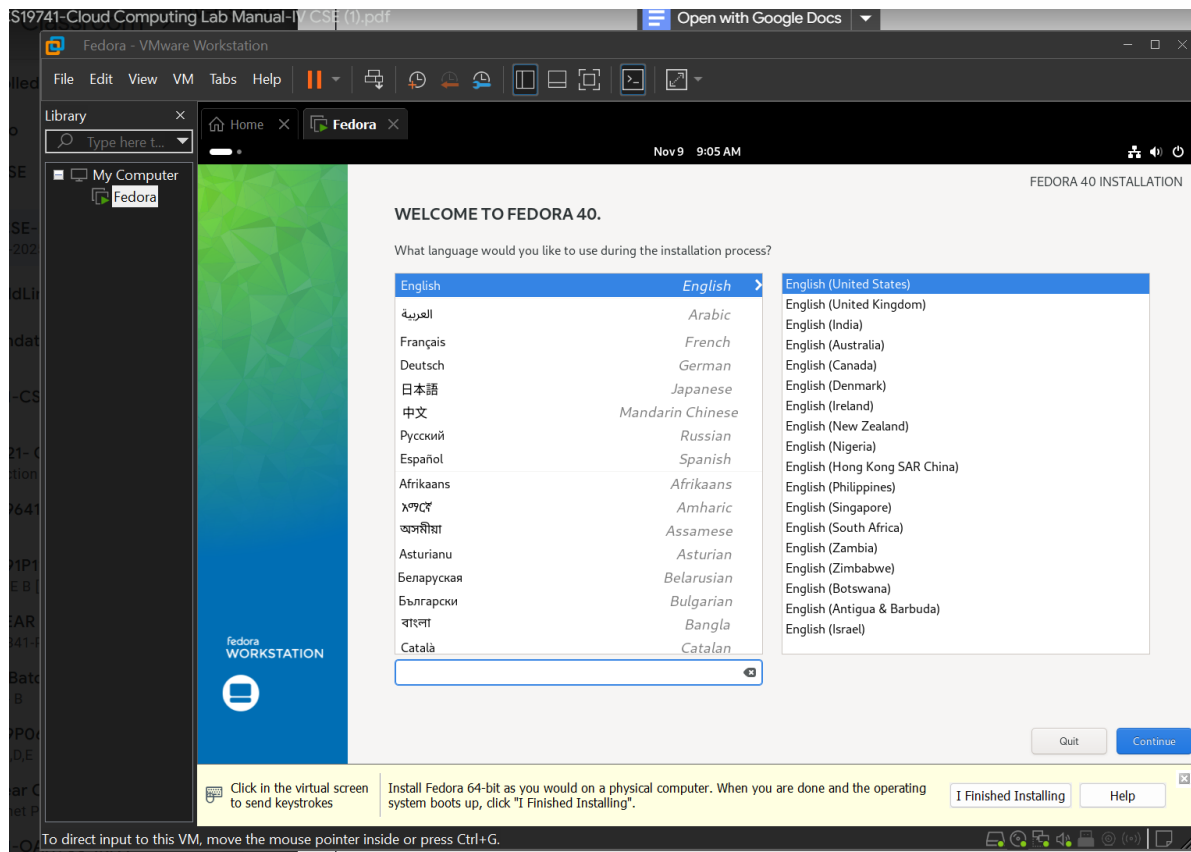 CS19741-Cloud Computing Lab Manual-IV CSE (1).pdf
Open with Google Docs
Fedora - VMware Workstation
File Edit View VM Tabs Help
Library
Type here t...
My Computer
Fedora
Home
Fedora
Nov 9 9:05 AM
FEDORA 40 INSTALLATION
WELCOME TO FEDORA 40.
What language would you like to use during the installation process?
English English
العربية Arabic
Français French
Deutsch German
日本語 Japanese
中文 Mandarin Chinese
Русский Russian
Español Spanish
Afrikaans Afrikaans
አማርኛ Amharic
অসমীয়া Assamese
Asturianu Asturian
Беларуская Belarusian
Български Bulgarian
বাংলা Bangla
Català Catalan
English (United States)
English (United Kingdom)
English (India)
English (Australia)
English (Canada)
English (Denmark)
English (Ireland)
English (New Zealand)
English (Nigeria)
English (Hong Kong SAR China)
English (Philippines)
English (Singapore)
English (South Africa)
English (Zambia)
English (Zimbabwe)
English (Botswana)
English (Antigua & Barbuda)
English (Israel)
fedora
WORKSTATION
Quit
Continue
Click in the virtual screen
to send keystrokes
Install Fedora 64-bit as you would on a physical computer. When you are done and the operating
system boots up, click "I Finished Installing".
I Finished Installing
Help
To direct input to this VM, move the mouse pointer inside or press Ctrl+G.